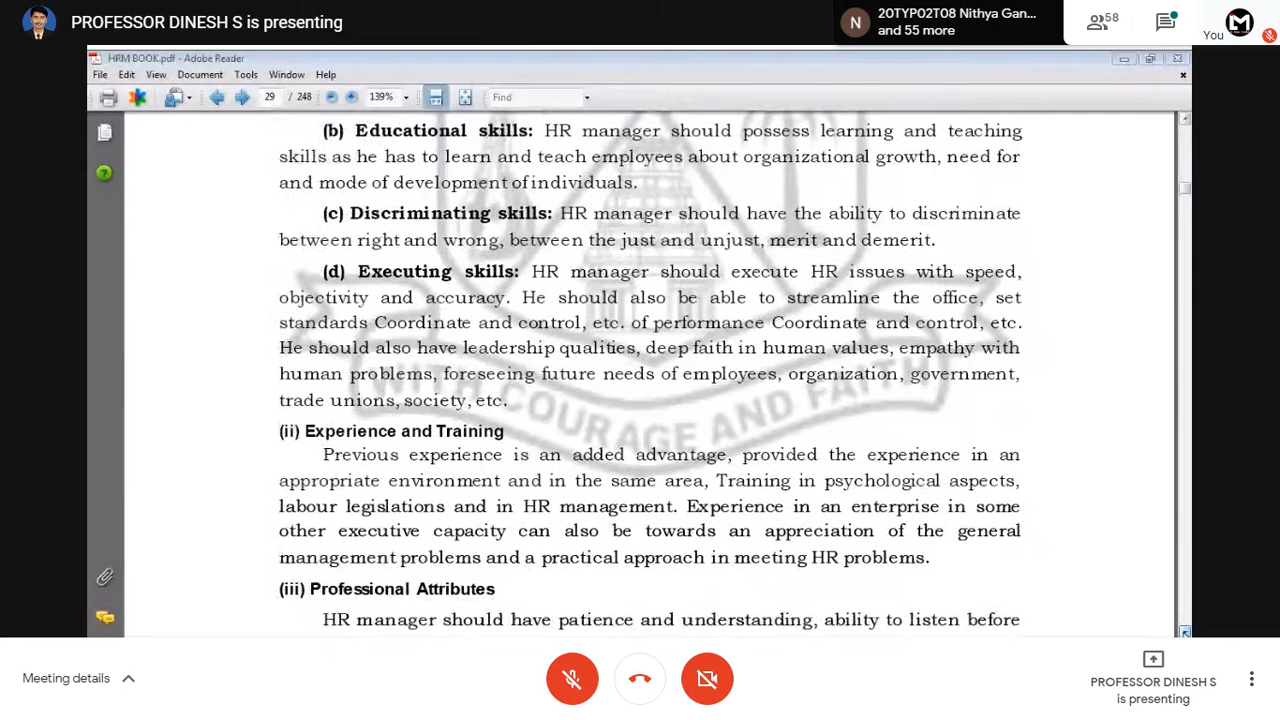 PROFESSOR DINESH S is presenting
N
20TYP02T08 Nithya Gan...
and 55 more
58
You
HRM BOOK.pdf - Adobe Reader
File Edit View Document Tools Window Help
29 / 248 139% Find
(b) Educational skills: HR manager should possess learning and teaching
skills as he has to learn and teach employees about organizational growth, need for
and mode of development of individuals.
(c) Discriminating skills: HR manager should have the ability to discriminate
between right and wrong, between the just and unjust, merit and demerit.
(d) Executing skills: HR manager should execute HR issues with speed,
objectivity and accuracy. He should also be able to streamline the office, set
standards Coordinate and control, etc. of performance Coordinate and control, etc.
He should also have leadership qualities, deep faith in human values, empathy with
human problems, foreseeing future needs of employees, organization, government,
trade unions, society, etc.
WITH COURAGE AND FAITH
(ii) Experience and Training
Previous experience is an added advantage, provided the experience in an
appropriate environment and in the same area, Training in psychological aspects,
labour legislations and in HR management. Experience in an enterprise in some
other executive capacity can also be towards an appreciation of the general
management problems and a practical approach in meeting HR problems.
(iii) Professional Attributes
HR manager should have patience and understanding, ability to listen before
Meeting details
PROFESSOR DINESH S
is presenting